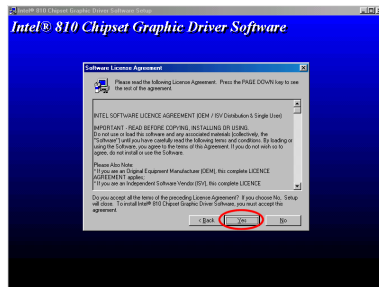 Intel® 810 Chipset Graphic Driver Software Setup
Intel® 810 Chipset Graphic Driver Software
Software License Agreement
Please read the following License Agreement. Press the PAGE DOWN key to see
the rest of the agreement.
INTEL SOFTWARE LICENCE AGREEMENT (OEM / ISV Distribution & Single User)
IMPORTANT - READ BEFORE COPYING, INSTALLING OR USING.
Do not use or load this software and any associated materials (collectively, the
"Software") until you have carefully read the following terms and conditions. By loading or
using the Software, you agree to the terms of this Agreement. If you do not wish to so
agree, do not install or use the Software.
Please Also Note:
* If you are an Original Equipment Manufacturer (OEM), this complete LICENCE
AGREEMENT applies;
* If you are an Independent Software Vendor (ISV), this complete LICENCE
Do you accept all the terms of the preceding License Agreement? If you choose No, Setup
will close. To install Intel® 810 Chipset Graphic Driver Software, you must accept this
agreement.
< Back
Yes
No